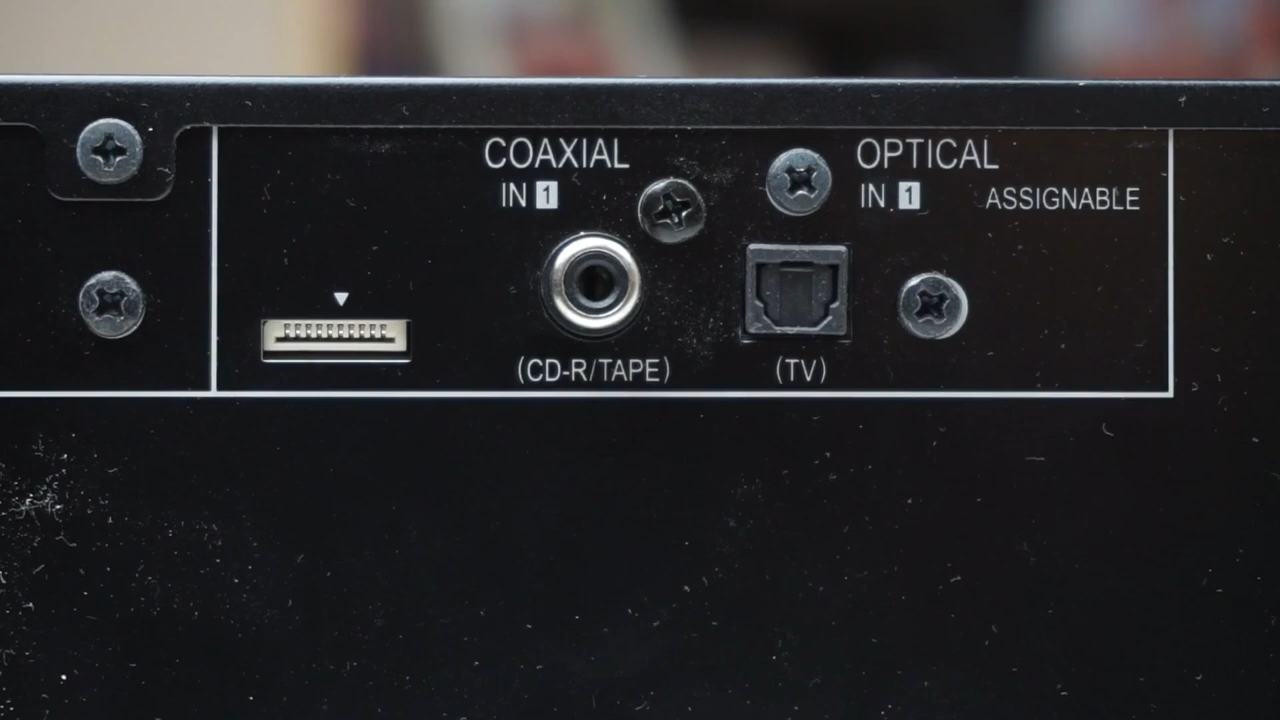 COAXIAL
IN 1
OPTICAL
IN 1 ASSIGNABLE
(CD-R/TAPE)
(TV)